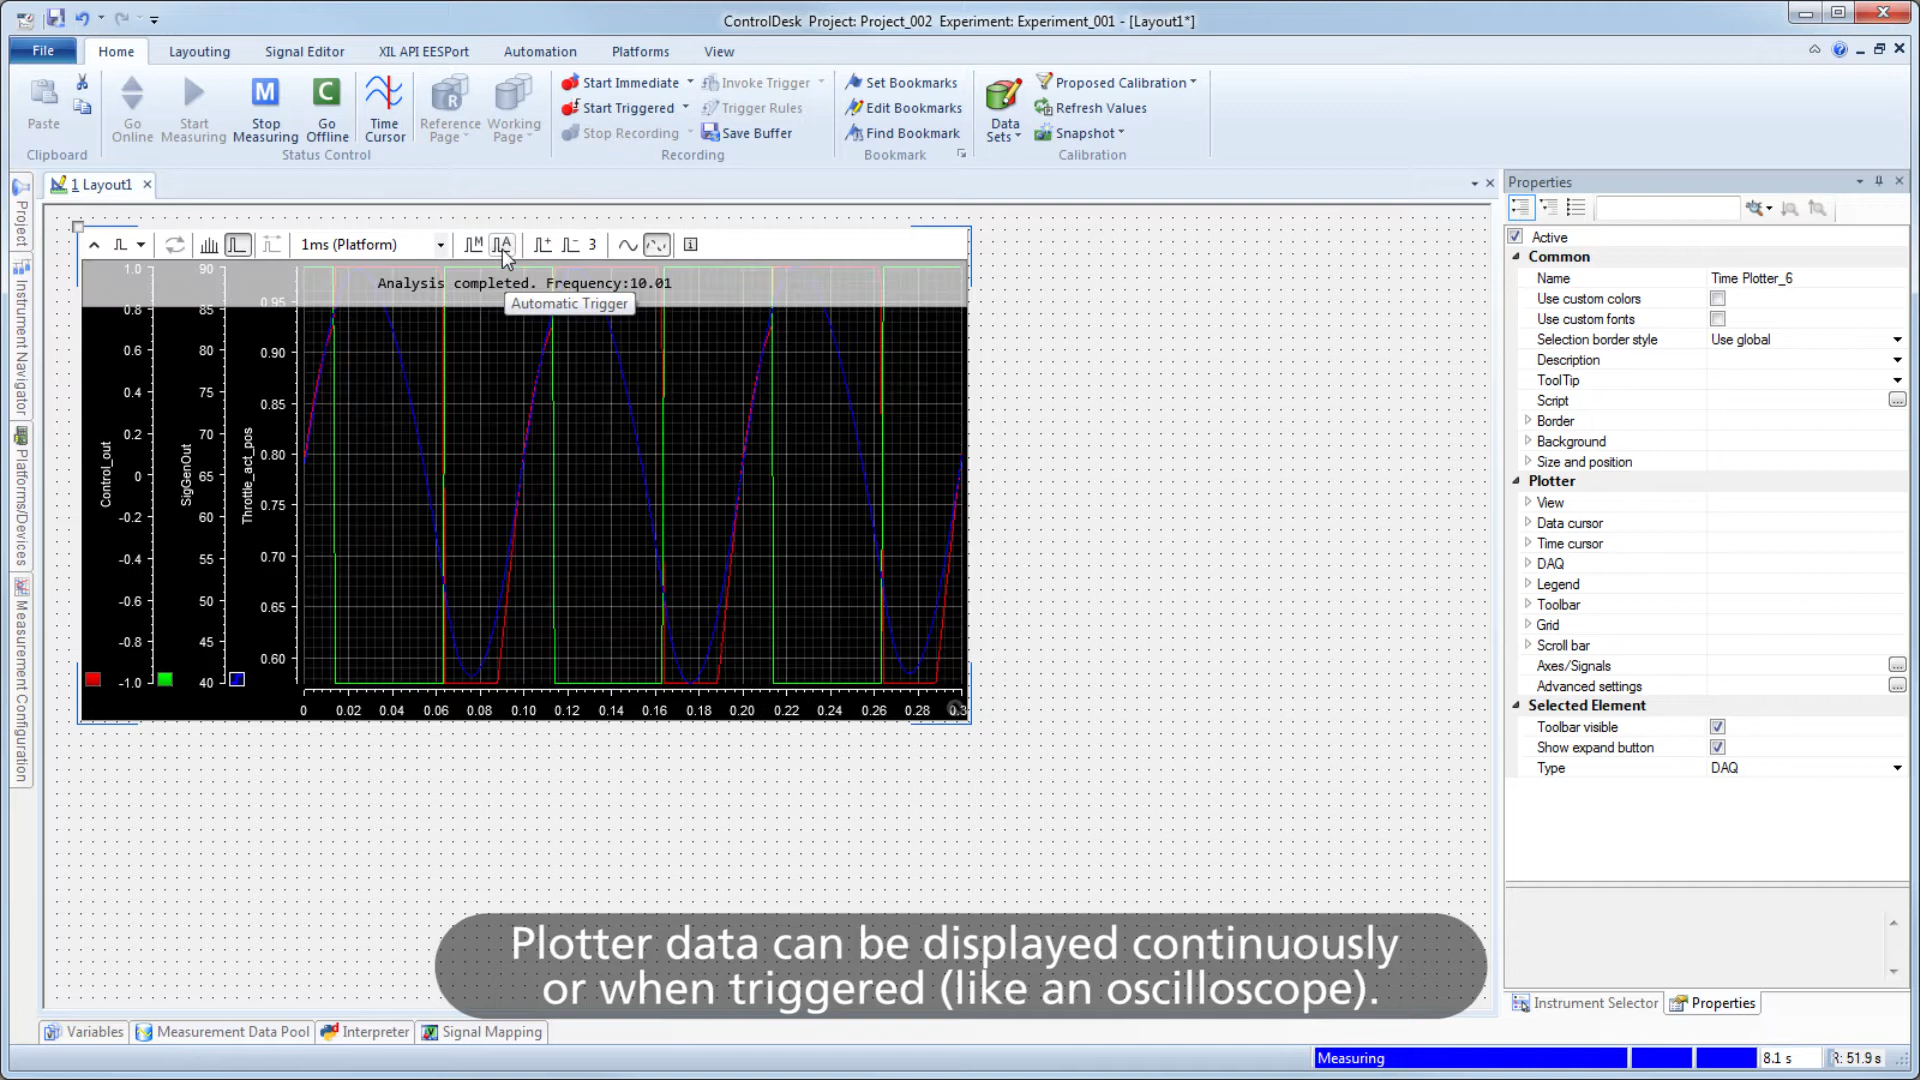 ControlDesk Project: Project_002 Experiment: Experiment_001 - [Layout1*]
File Home Layouting Signal Editor XIL API EESPort Automation Platforms View
Paste
Clipboard
Go Online
Start Measuring
Stop Measuring
Go Offline
Time Cursor
Status Control
Reference Page
Working Page
Start Immediate
Start Triggered
Stop Recording
Invoke Trigger
Trigger Rules
Save Buffer
Recording
Set Bookmarks
Edit Bookmarks
Find Bookmark
Bookmark
Data Sets
Proposed Calibration
Refresh Values
Snapshot
Calibration
Project
Instrument Navigator
Platforms/Devices
Measurement Configuration
1 Layout1
1ms (Platform)
M
A
3
Analysis completed. Frequency:10.01
Automatic Trigger
Control_out
1.0
0.8
0.6
0.4
0.2
0
-0.2
-0.4
-0.6
-0.8
-1.0
SigGenOut
90
85
80
75
70
65
60
55
50
45
40
Throttle_act_pos
0.95
0.90
0.85
0.80
0.75
0.70
0.65
0.60
0 0.02 0.04 0.06 0.08 0.10 0.12 0.14 0.16 0.18 0.20 0.22 0.24 0.26 0.28 0.3
Properties
Active
Common
Name Time Plotter_6
Use custom colors
Use custom fonts
Selection border style Use global
Description
ToolTip
Script
Border
Background
Size and position
Plotter
View
Data cursor
Time cursor
DAQ
Legend
Toolbar
Grid
Scroll bar
Axes/Signals
Advanced settings
Selected Element
Toolbar visible
Show expand button
Type DAQ
Plotter data can be displayed continuously
or when triggered (like an oscilloscope).
Instrument Selector Properties
Variables Measurement Data Pool Interpreter Signal Mapping
Measuring 8.1 s R: 51.9 s